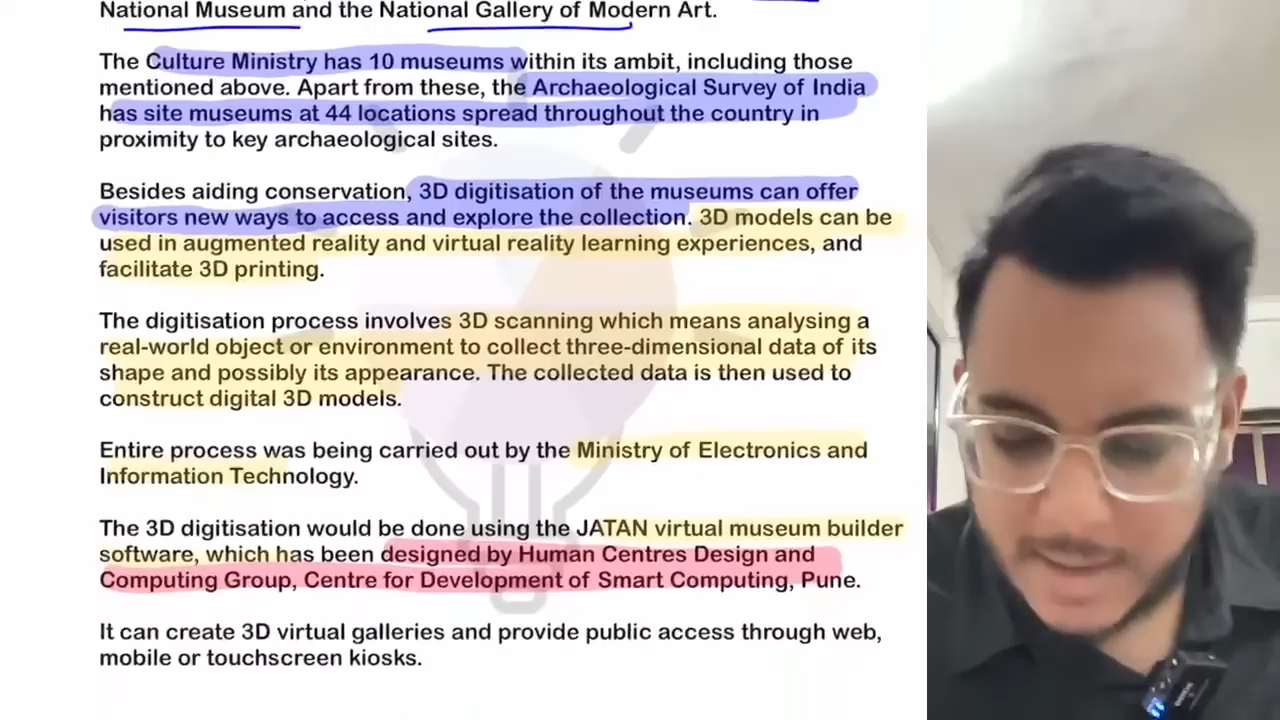 National Museum and the National Gallery of Modern Art.
The Culture Ministry has 10 museums within its ambit, including those
mentioned above. Apart from these, the Archaeological Survey of India
has site museums at 44 locations spread throughout the country in
proximity to key archaeological sites.
Besides aiding conservation, 3D digitisation of the museums can offer
visitors new ways to access and explore the collection. 3D models can be
used in augmented reality and virtual reality learning experiences, and
facilitate 3D printing.
The digitisation process involves 3D scanning which means analysing a
real-world object or environment to collect three-dimensional data of its
shape and possibly its appearance. The collected data is then used to
construct digital 3D models.
Entire process was being carried out by the Ministry of Electronics and
Information Technology.
The 3D digitisation would be done using the JATAN virtual museum builder
software, which has been designed by Human Centres Design and
Computing Group, Centre for Development of Smart Computing, Pune.
It can create 3D virtual galleries and provide public access through web,
mobile or touchscreen kiosks.